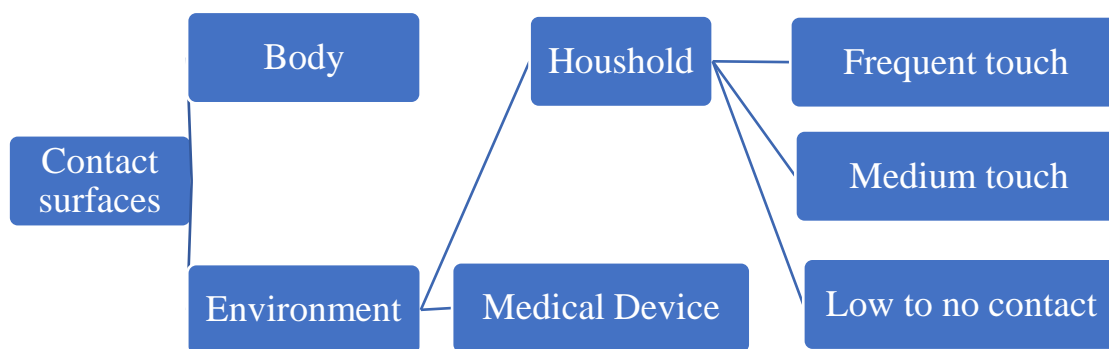 Body
Houshold
Frequent touch
Contact
surfaces
Medium touch
Environment
Medical Device
Low to no contact